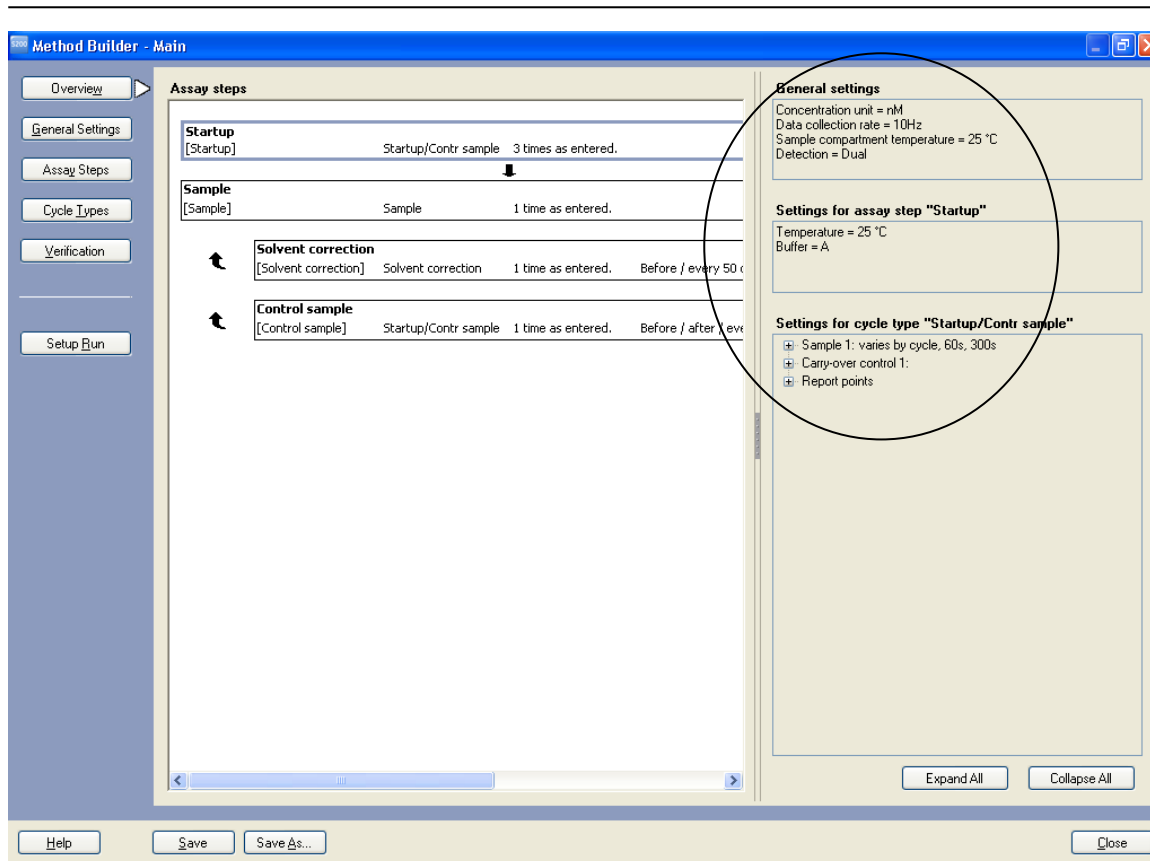 S200 Method Builder - Main
Overview
General Settings
Assay Steps
Cycle Types
Verification
Setup Run
Assay steps
Startup
[Startup] Startup/Contr sample 3 times as entered.
Sample
[Sample] Sample 1 time as entered.
Solvent correction
[Solvent correction] Solvent correction 1 time as entered. Before / every 50
Control sample
[Control sample] Startup/Contr sample 1 time as entered. Before / after /
General settings
Concentration unit = nM
Data collection rate = 10Hz
Sample compartment temperature = 25 °C
Detection = Dual
Settings for assay step "Startup"
Temperature = 25 °C
Buffer = A
Settings for cycle type "Startup/Contr sample"
Sample 1: varies by cycle, 60s, 300s
Carry-over control 1:
Report points
Expand All Collapse All
Help Save Save As... Close